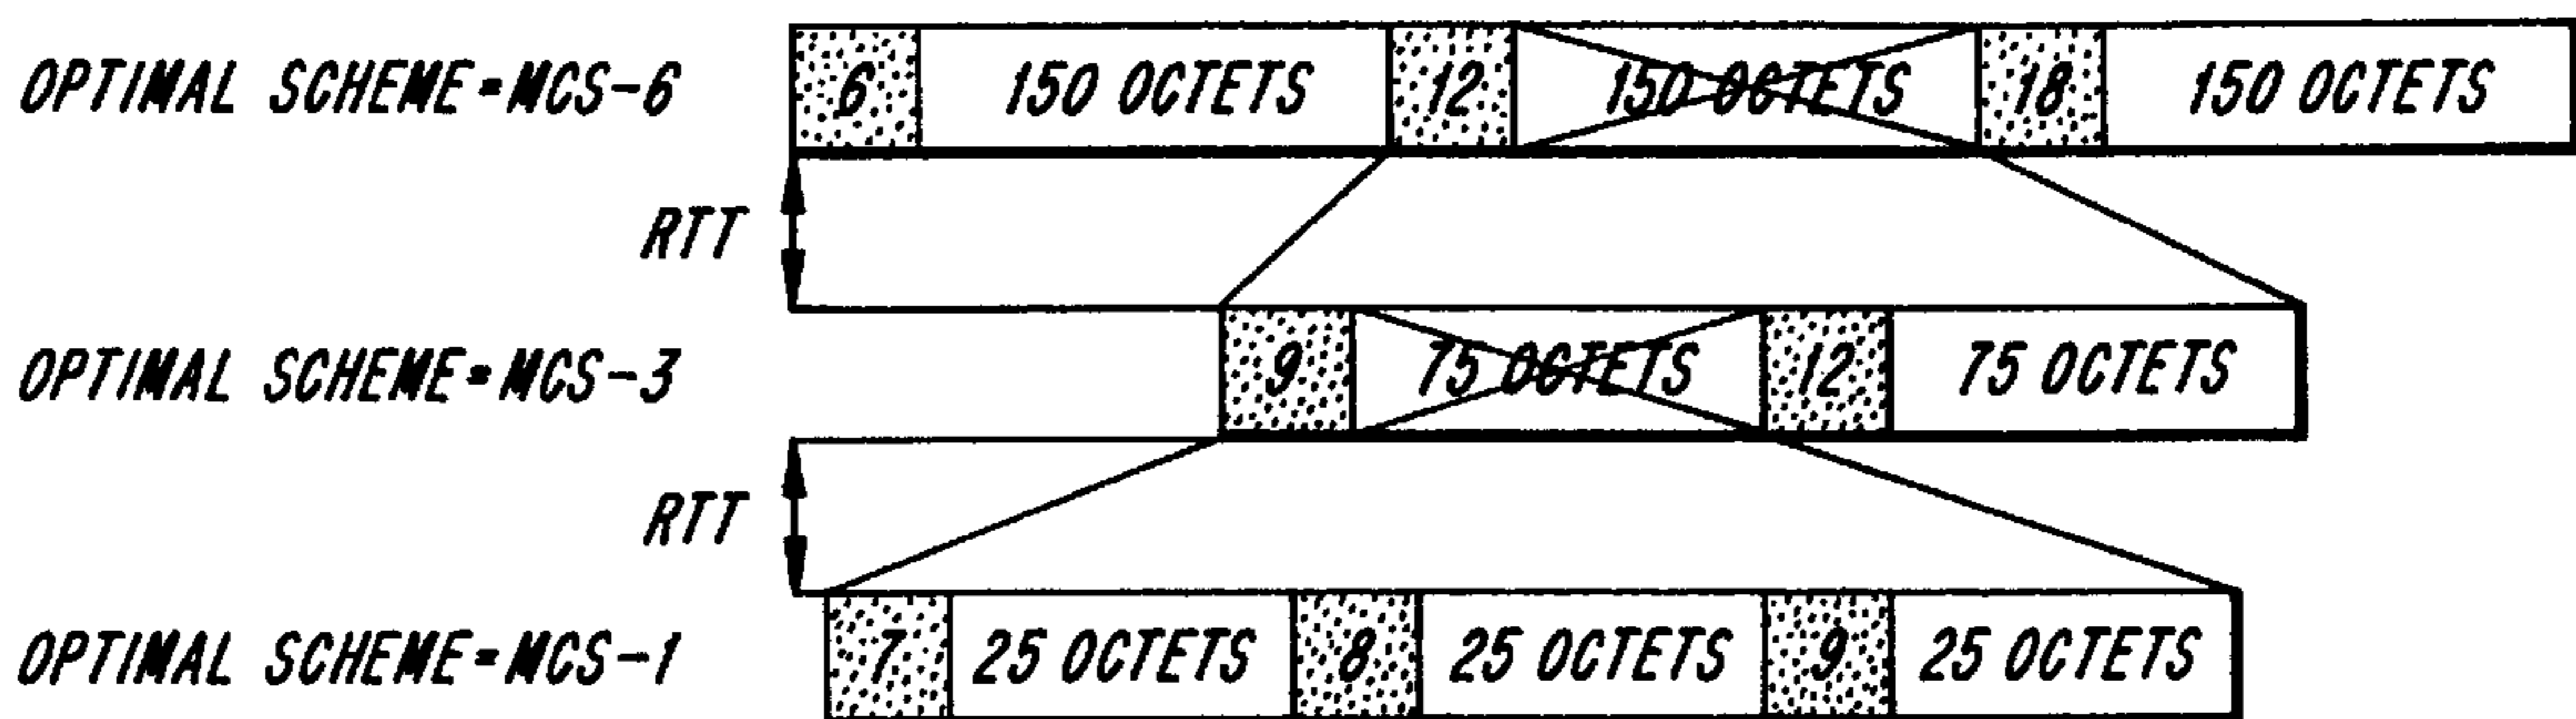 OPTIMAL SCHEME=MCS-6 6 150 OCTETS 12 150 OCTETS 18 150 OCTETS
RTT
OPTIMAL SCHEME=MCS-3 9 75 OCTETS 12 75 OCTETS
RTT
OPTIMAL SCHEME=MCS-1 7 25 OCTETS 8 25 OCTETS 9 25 OCTETS